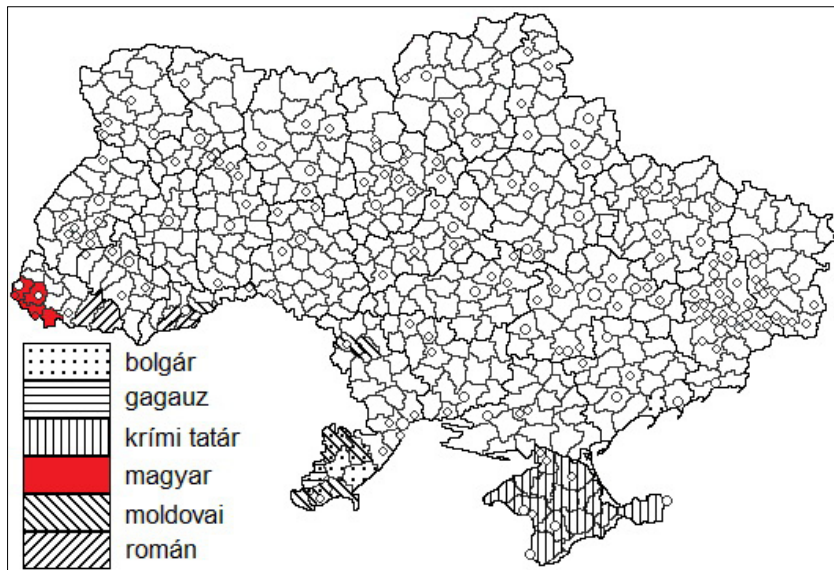 bolgár
gagauz
krími tatár
magyar
moldovai
román